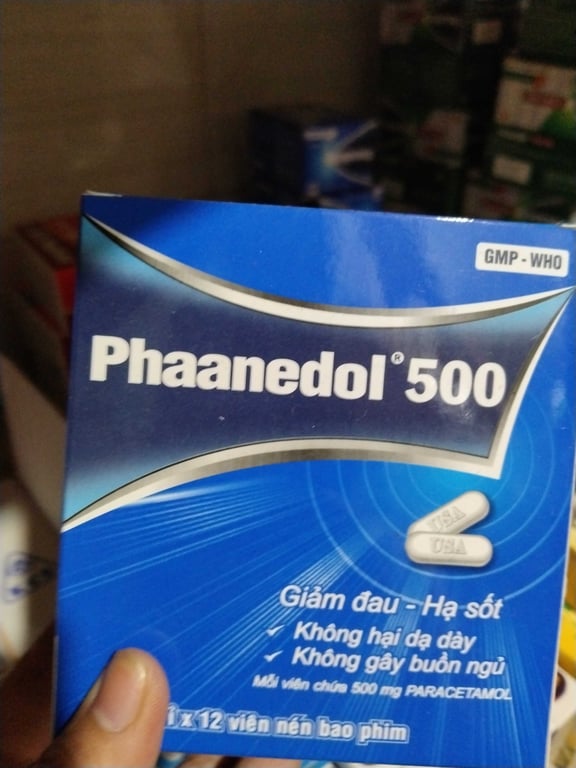 GMP - WHO
Phaanedol® 500
USA
USA
Giảm đau - Hạ sốt
✓ Không hại dạ dày
✓ Không gây buồn ngủ
Mỗi viên chứa 500 mg PARACETAMOL
x 12 viên nén bao phim